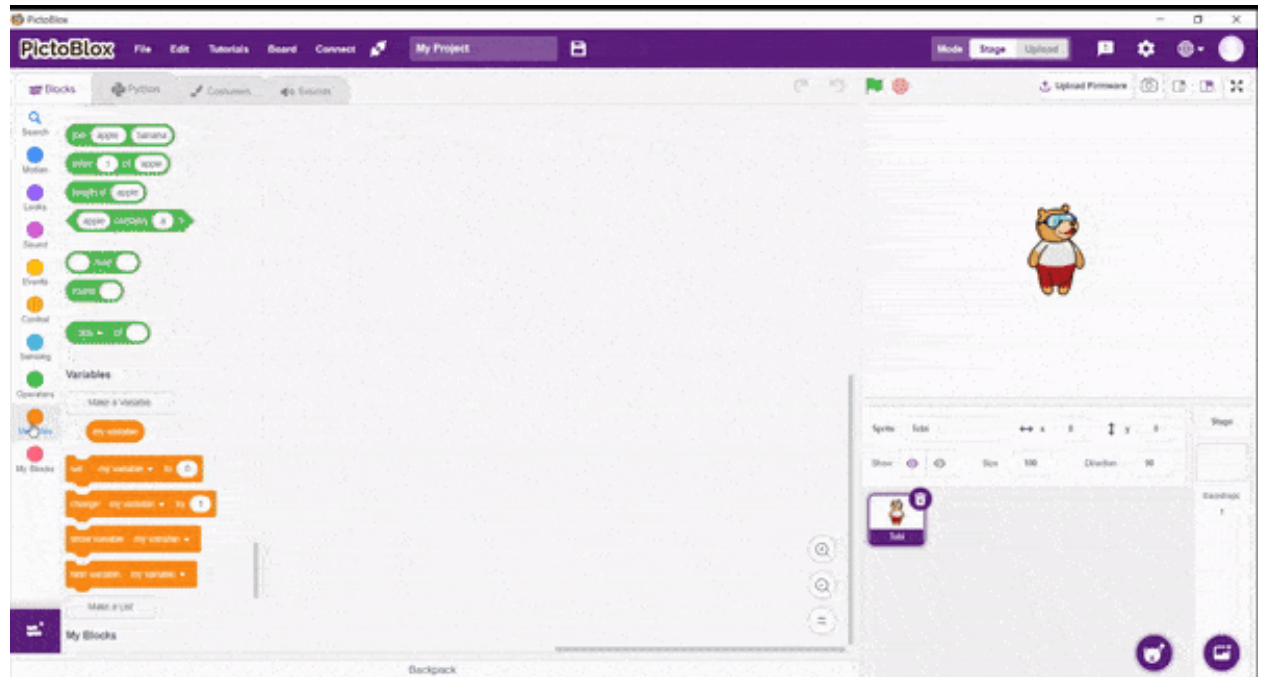 PictoBlox
PictoBlox File Edit Tutorials Board Connect My Project Mode Stage Upload
Blocks Python Costumes Sounds Upload Firmware
Search
Motion
Looks
Sound
Events
Control
Sensing
Operators
My Blocks
join apple banana
letter 1 of apple
length of apple
apple contains a ?
mod
round
abs of
Variables
Make a Variable
my variable
set my variable to 0
change my variable by 1
show variable my variable
hide variable my variable
Make a List
My Blocks
Backpack
Sprite Tobi x 0 y 0
Show Size 100 Direction 90
Tobi
Stage
Backdrops
1